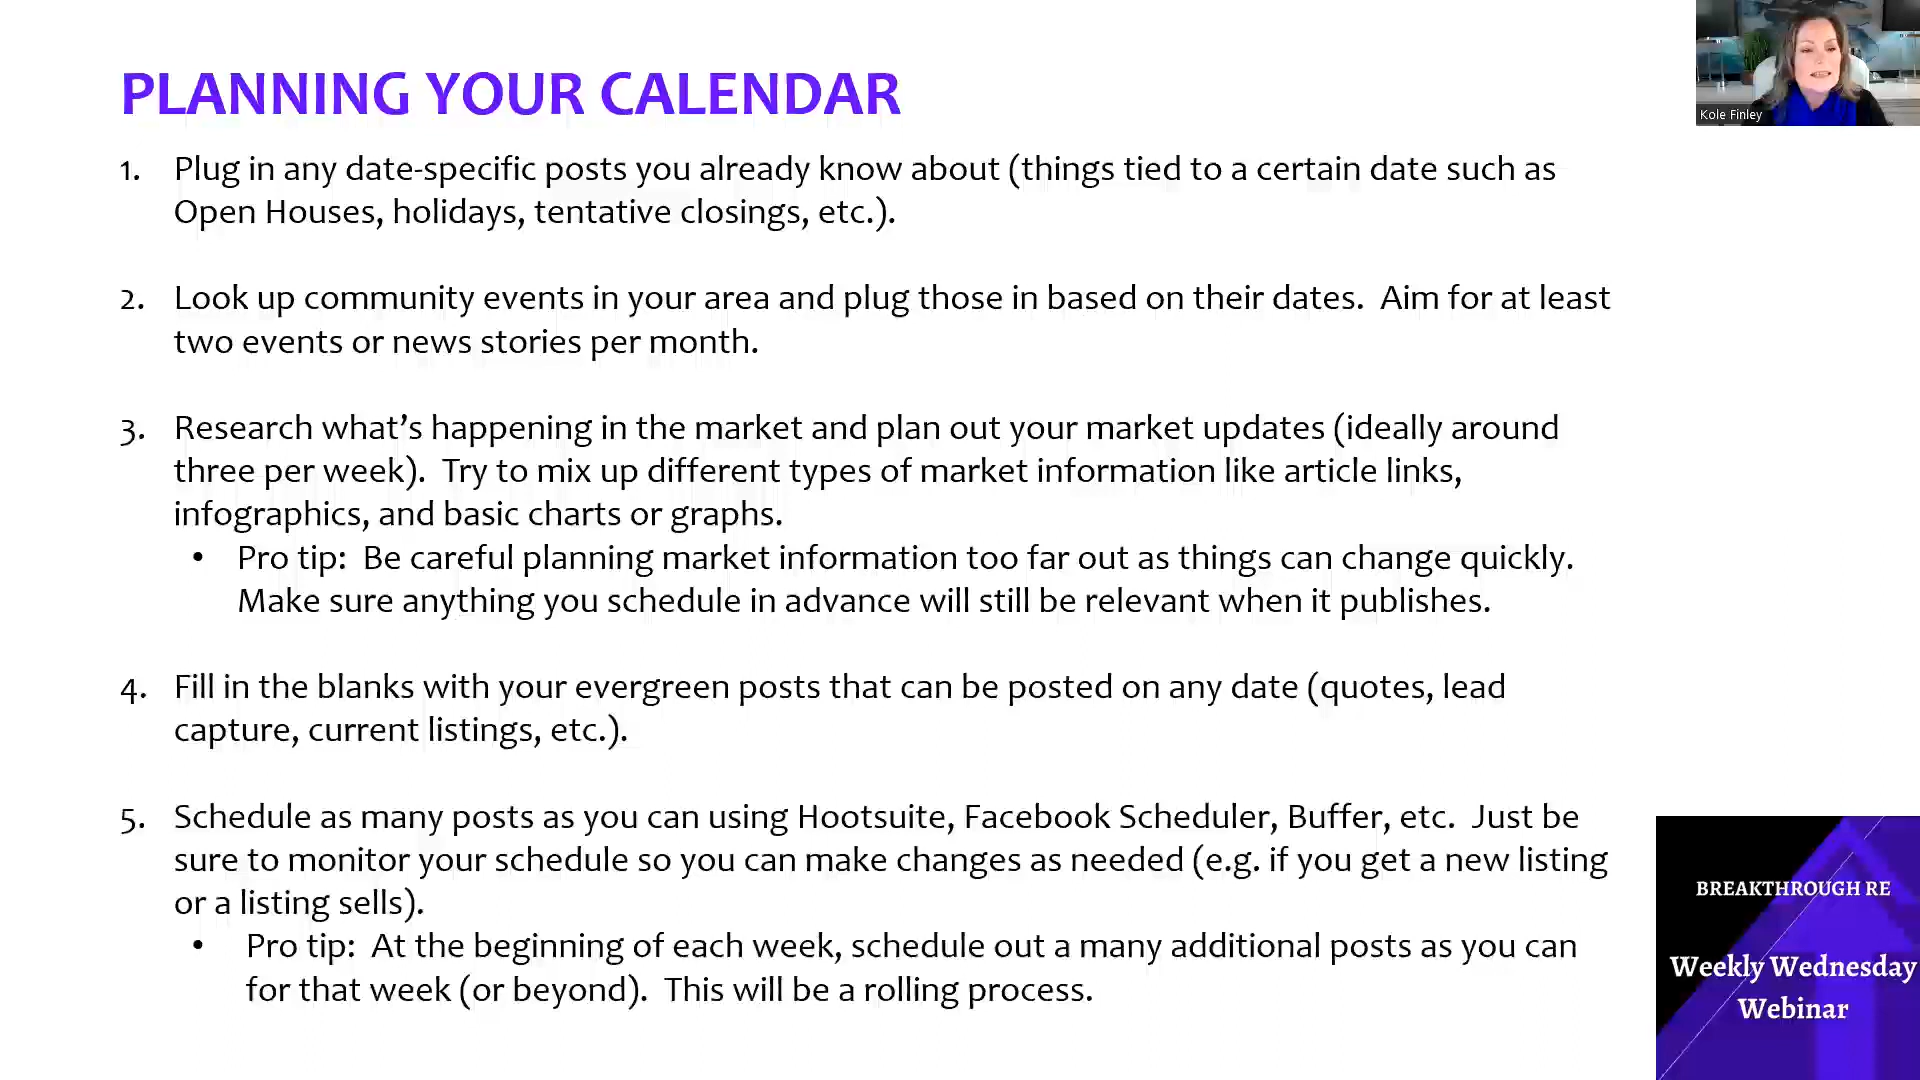 PLANNING YOUR CALENDAR
Kole Finley
1. Plug in any date-specific posts you already know about (things tied to a certain date such as
Open Houses, holidays, tentative closings, etc.).
2. Look up community events in your area and plug those in based on their dates. Aim for at least
two events or news stories per month.
3. Research what’s happening in the market and plan out your market updates (ideally around
three per week). Try to mix up different types of market information like article links,
infographics, and basic charts or graphs.
• Pro tip: Be careful planning market information too far out as things can change quickly.
Make sure anything you schedule in advance will still be relevant when it publishes.
4. Fill in the blanks with your evergreen posts that can be posted on any date (quotes, lead
capture, current listings, etc.).
5. Schedule as many posts as you can using Hootsuite, Facebook Scheduler, Buffer, etc. Just be
sure to monitor your schedule so you can make changes as needed (e.g. if you get a new listing
or a listing sells).
• Pro tip: At the beginning of each week, schedule out a many additional posts as you can
for that week (or beyond). This will be a rolling process.
BREAKTHROUGH RE
Weekly Wednesday
Webinar